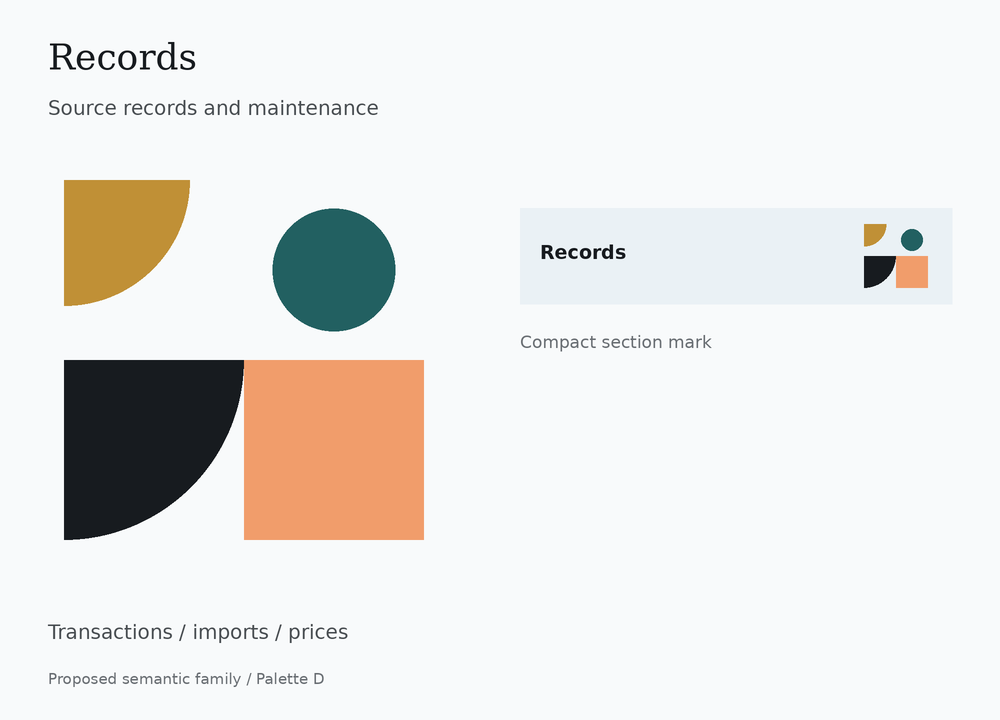 Records
Source records and maintenance
Records
Compact section mark
Transactions / imports / prices
Proposed semantic family / Palette D